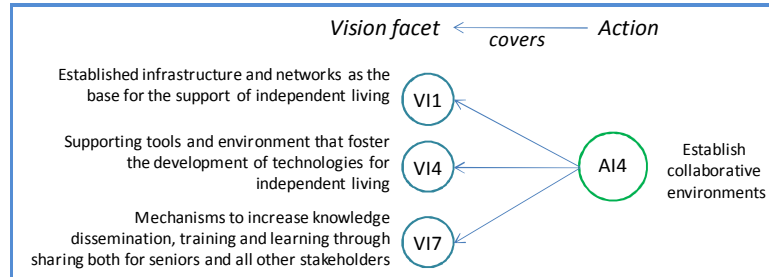 Vision facet
covers
Action
Established infrastructure and networks as the
base for the support of independent living
VI1
Supporting tools and environment that foster
the development of technologies for
independent living
VI4
AI4
Establish
collaborative
environments
Mechanisms to increase knowledge
dissemination, training and learning through
sharing both for seniors and all other stakeholders
VI7